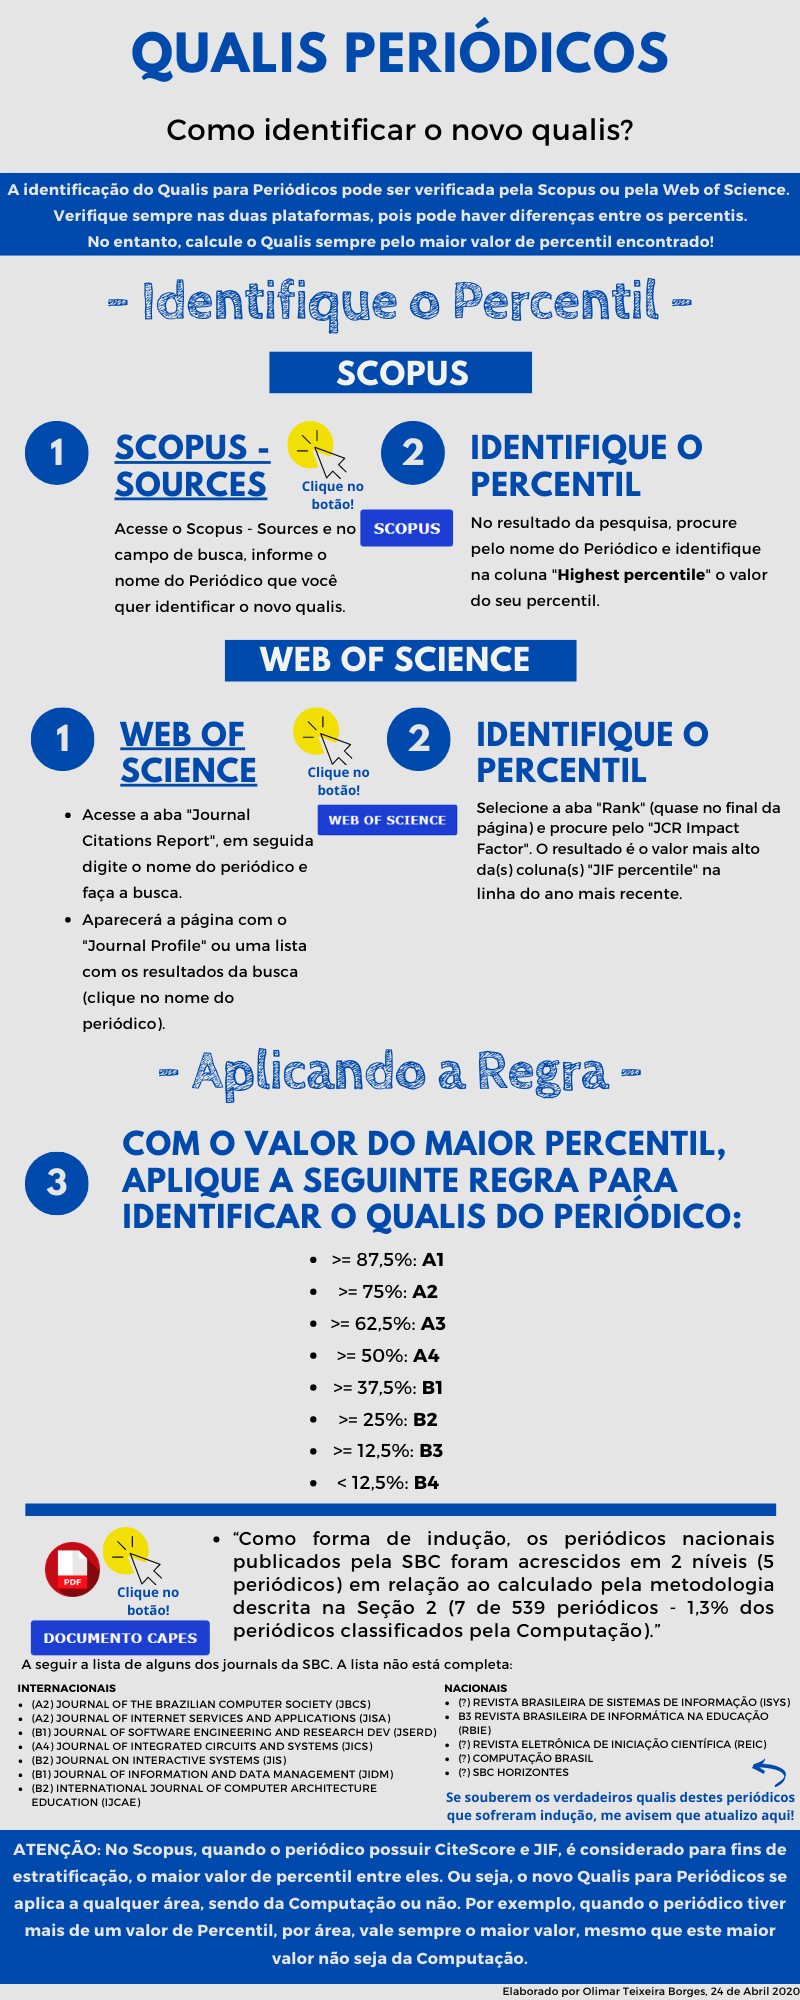 QUALIS PERIÓDICOS
Como identificar o novo qualis?
A identificação do Qualis para Periódicos pode ser verificada pela Scopus ou pela Web of Science.
Verifique sempre nas duas plataformas, pois pode haver diferenças entre os percentis.
No entanto, calcule o Qualis sempre pelo maior valor de percentil encontrado!
- Identifique o Percentil -
SCOPUS
1
SCOPUS -
SOURCES
Clique no
botão!
SCOPUS
Acesse o Scopus - Sources e no
campo de busca, informe o
nome do Periódico que você
quer identificar o novo qualis.
2
IDENTIFIQUE O
PERCENTIL
No resultado da pesquisa, procure
pelo nome do Periódico e identifique
na coluna "Highest percentile" o valor
do seu percentil.
WEB OF SCIENCE
1
WEB OF
SCIENCE
Clique no
botão!
WEB OF SCIENCE
• Acesse a aba "Journal
Citations Report", em seguida
digite o nome do periódico e
faça a busca.
• Aparecerá a página com o
"Journal Profile" ou uma lista
com os resultados da busca
(clique no nome do
periódico).
2
IDENTIFIQUE O
PERCENTIL
Selecione a aba "Rank" (quase no final da
página) e procure pelo "JCR Impact
Factor". O resultado é o valor mais alto
da(s) coluna(s) "JIF percentile" na
linha do ano mais recente.
- Aplicando a Regra -
3
COM O VALOR DO MAIOR PERCENTIL,
APLIQUE A SEGUINTE REGRA PARA
IDENTIFICAR O QUALIS DO PERIÓDICO:
• >= 87,5%: A1
• >= 75%: A2
• >= 62,5%: A3
• >= 50%: A4
• >= 37,5%: B1
• >= 25%: B2
• >= 12,5%: B3
• < 12,5%: B4
PDF
Clique no
botão!
DOCUMENTO CAPES
• “Como forma de indução, os periódicos nacionais
publicados pela SBC foram acrescidos em 2 níveis (5
periódicos) em relação ao calculado pela metodologia
descrita na Seção 2 (7 de 539 periódicos - 1,3% dos
periódicos classificados pela Computação).”
A seguir a lista de alguns dos journals da SBC. A lista não está completa:
INTERNACIONAIS
• (A2) JOURNAL OF THE BRAZILIAN COMPUTER SOCIETY (JBCS)
• (A2) JOURNAL OF INTERNET SERVICES AND APPLICATIONS (JISA)
• (B1) JOURNAL OF SOFTWARE ENGINEERING AND RESEARCH DEV (JSERD)
• (A4) JOURNAL OF INTEGRATED CIRCUITS AND SYSTEMS (JICS)
• (B2) JOURNAL ON INTERACTIVE SYSTEMS (JIS)
• (B1) JOURNAL OF INFORMATION AND DATA MANAGEMENT (JIDM)
• (B2) INTERNATIONAL JOURNAL OF COMPUTER ARCHITECTURE
EDUCATION (IJCAE)
NACIONAIS
• (?) REVISTA BRASILEIRA DE SISTEMAS DE INFORMAÇÃO (ISYS)
• B3 REVISTA BRASILEIRA DE INFORMÁTICA NA EDUCAÇÃO
(RBIE)
• (?) REVISTA ELETRÔNICA DE INICIAÇÃO CIENTÍFICA (REIC)
• (?) COMPUTAÇÃO BRASIL
• (?) SBC HORIZONTES
Se souberem os verdadeiros qualis destes periódicos
que sofreram indução, me avisem que atualizo aqui!
ATENÇÃO: No Scopus, quando o periódico possuir CiteScore e JIF, é considerado para fins de
estratificação, o maior valor de percentil entre eles. Ou seja, o novo Qualis para Periódicos se
aplica a qualquer área, sendo da Computação ou não. Por exemplo, quando o periódico tiver
mais de um valor de Percentil, por área, vale sempre o maior valor, mesmo que este maior
valor não seja da Computação.
Elaborado por Olimar Teixeira Borges, 24 de Abril 2020